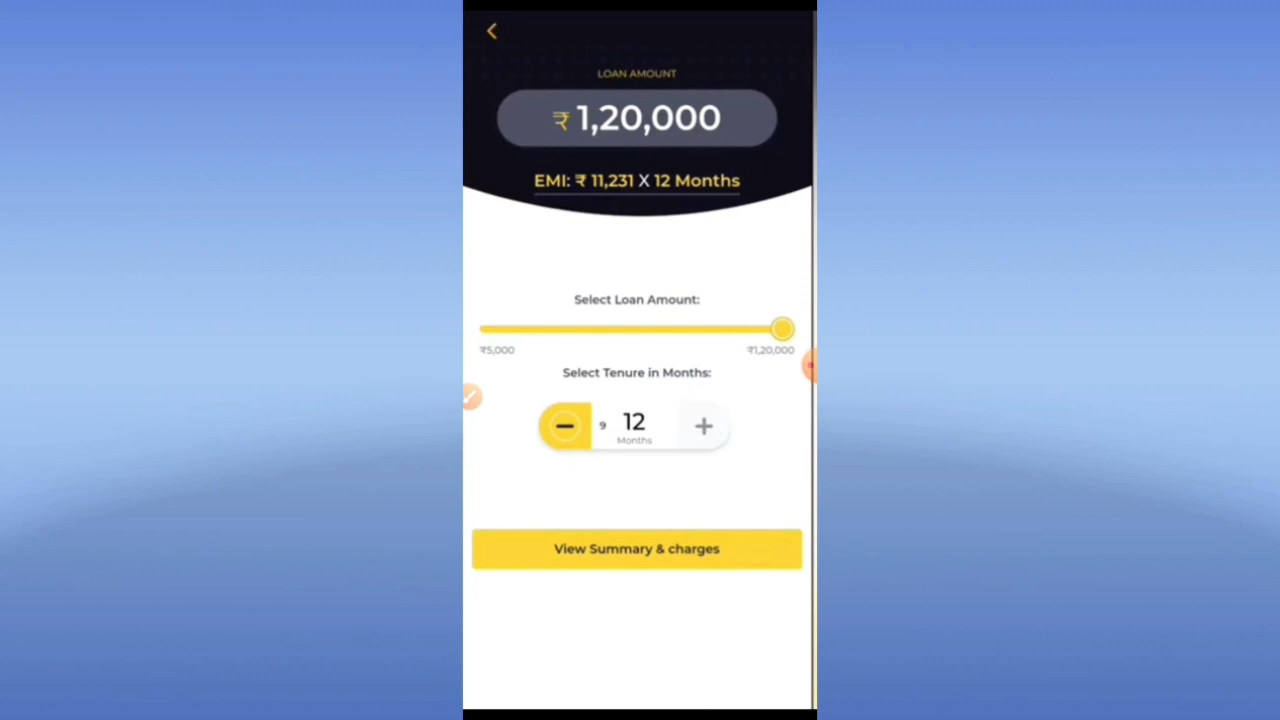 LOAN AMOUNT
₹ 1,20,000
EMI: ₹ 11,231 X 12 Months
Select Loan Amount:
₹5,000 ₹1,20,000
Select Tenure in Months:
9 12
Months
View Summary & charges